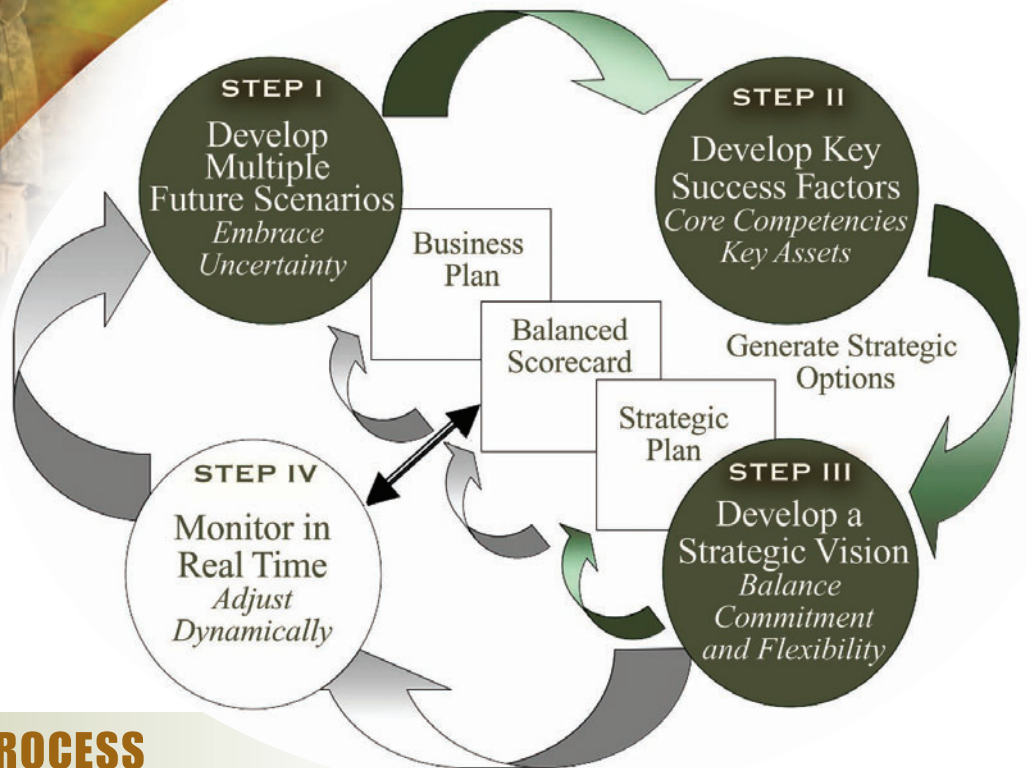 STEP I
Develop
Multiple
Future Scenarios
Embrace
Uncertainty
STEP II
Develop Key
Success Factors
Core Competencies
Key Assets
Business
Plan
Balanced
Scorecard
Generate Strategic
Options
Strategic
Plan
STEP III
Develop a
Strategic Vision
Balance
Commitment
and Flexibility
STEP IV
Monitor in
Real Time
Adjust
Dynamically
ROCESS